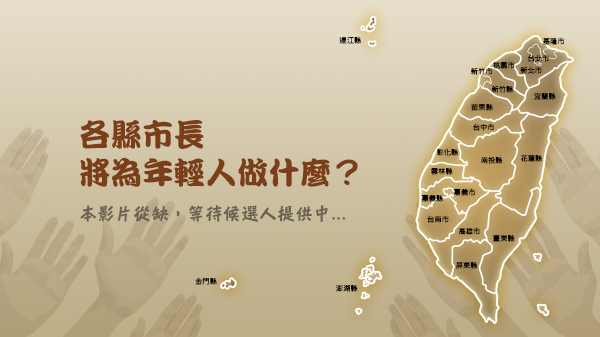 連江縣
基隆市
台北市
桃園市
新北市
新竹市
新竹縣
宜蘭縣
苗栗縣
台中市
各縣市長
將為年輕人做什麼？
彰化縣
南投縣
花蓮縣
雲林縣
嘉義市
嘉義縣
本影片從缺，等待候選人提供中...
台南市
高雄市
臺東縣
屏東縣
金門縣
澎湖縣